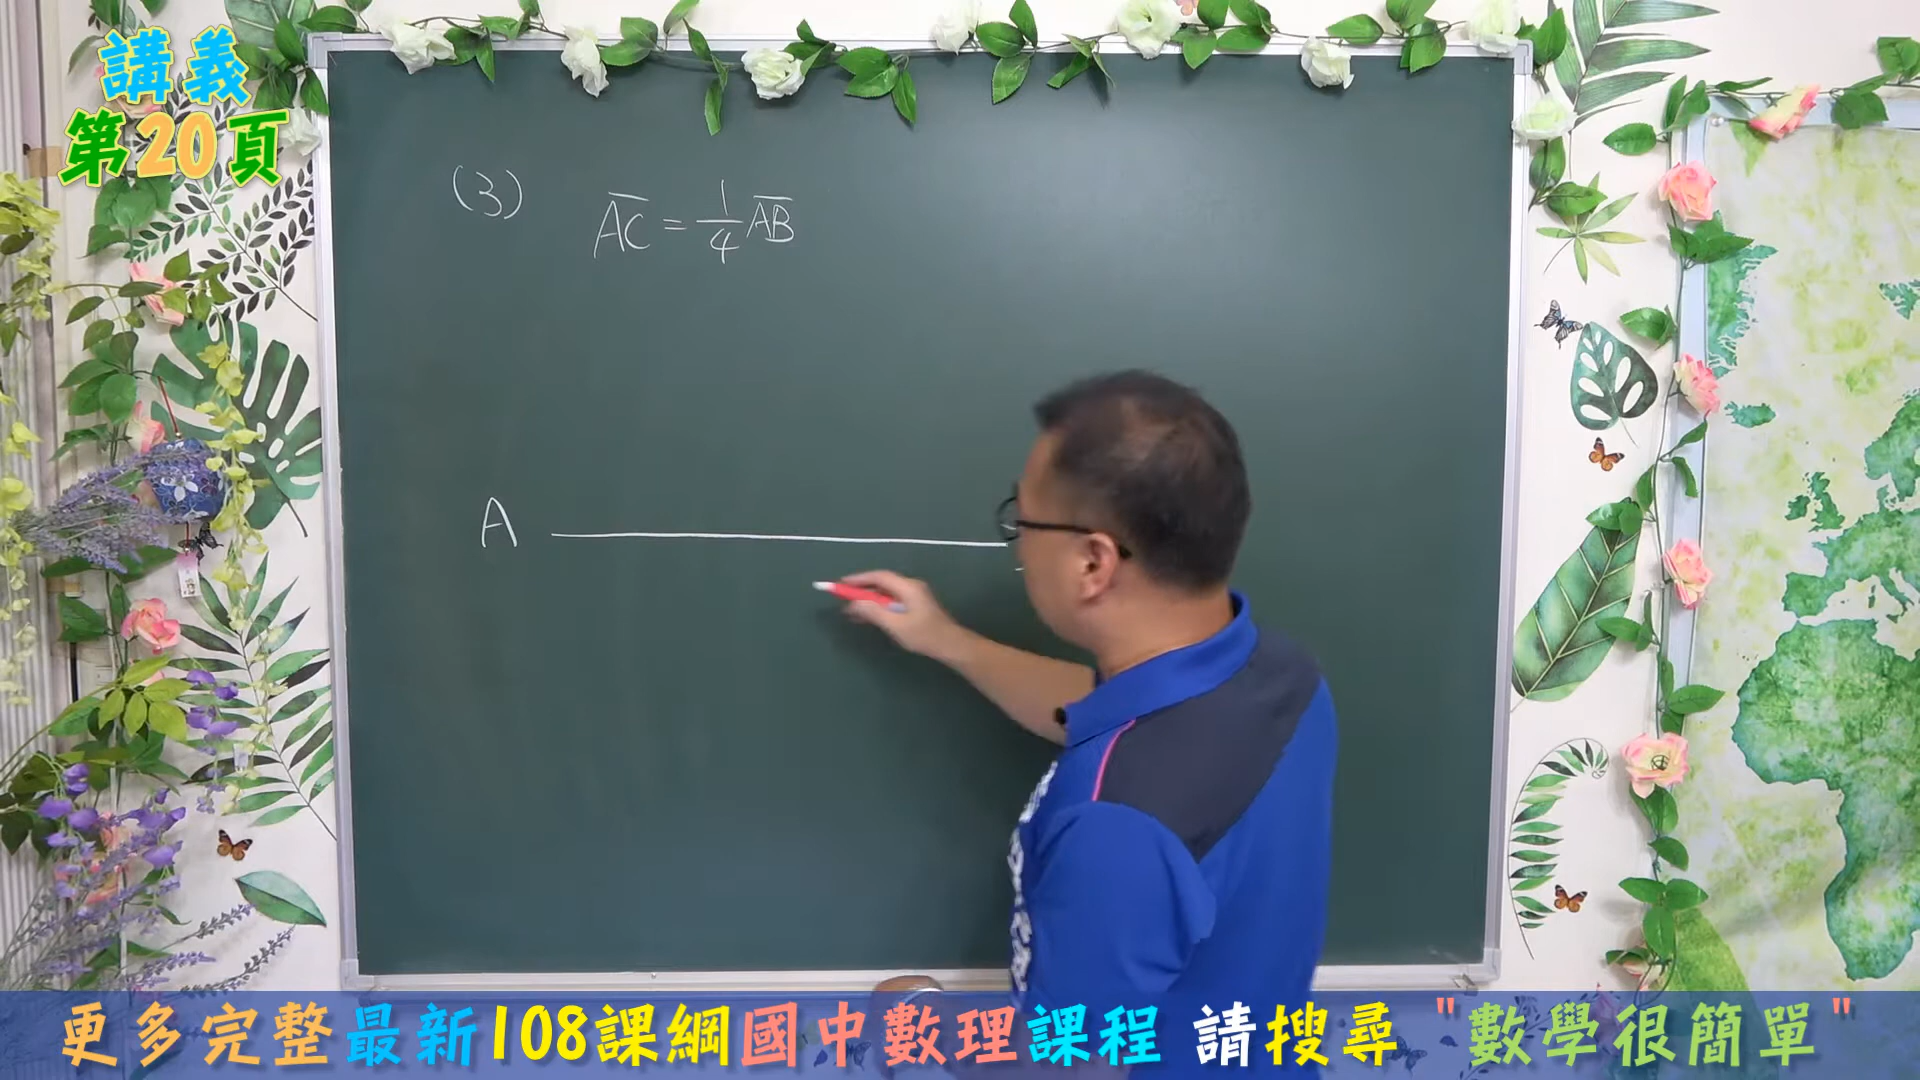 講義
第20頁
(3) AC = 1/4 AB
A
更多完整最新108課綱國中數理課程 請搜尋 "數學很簡單"